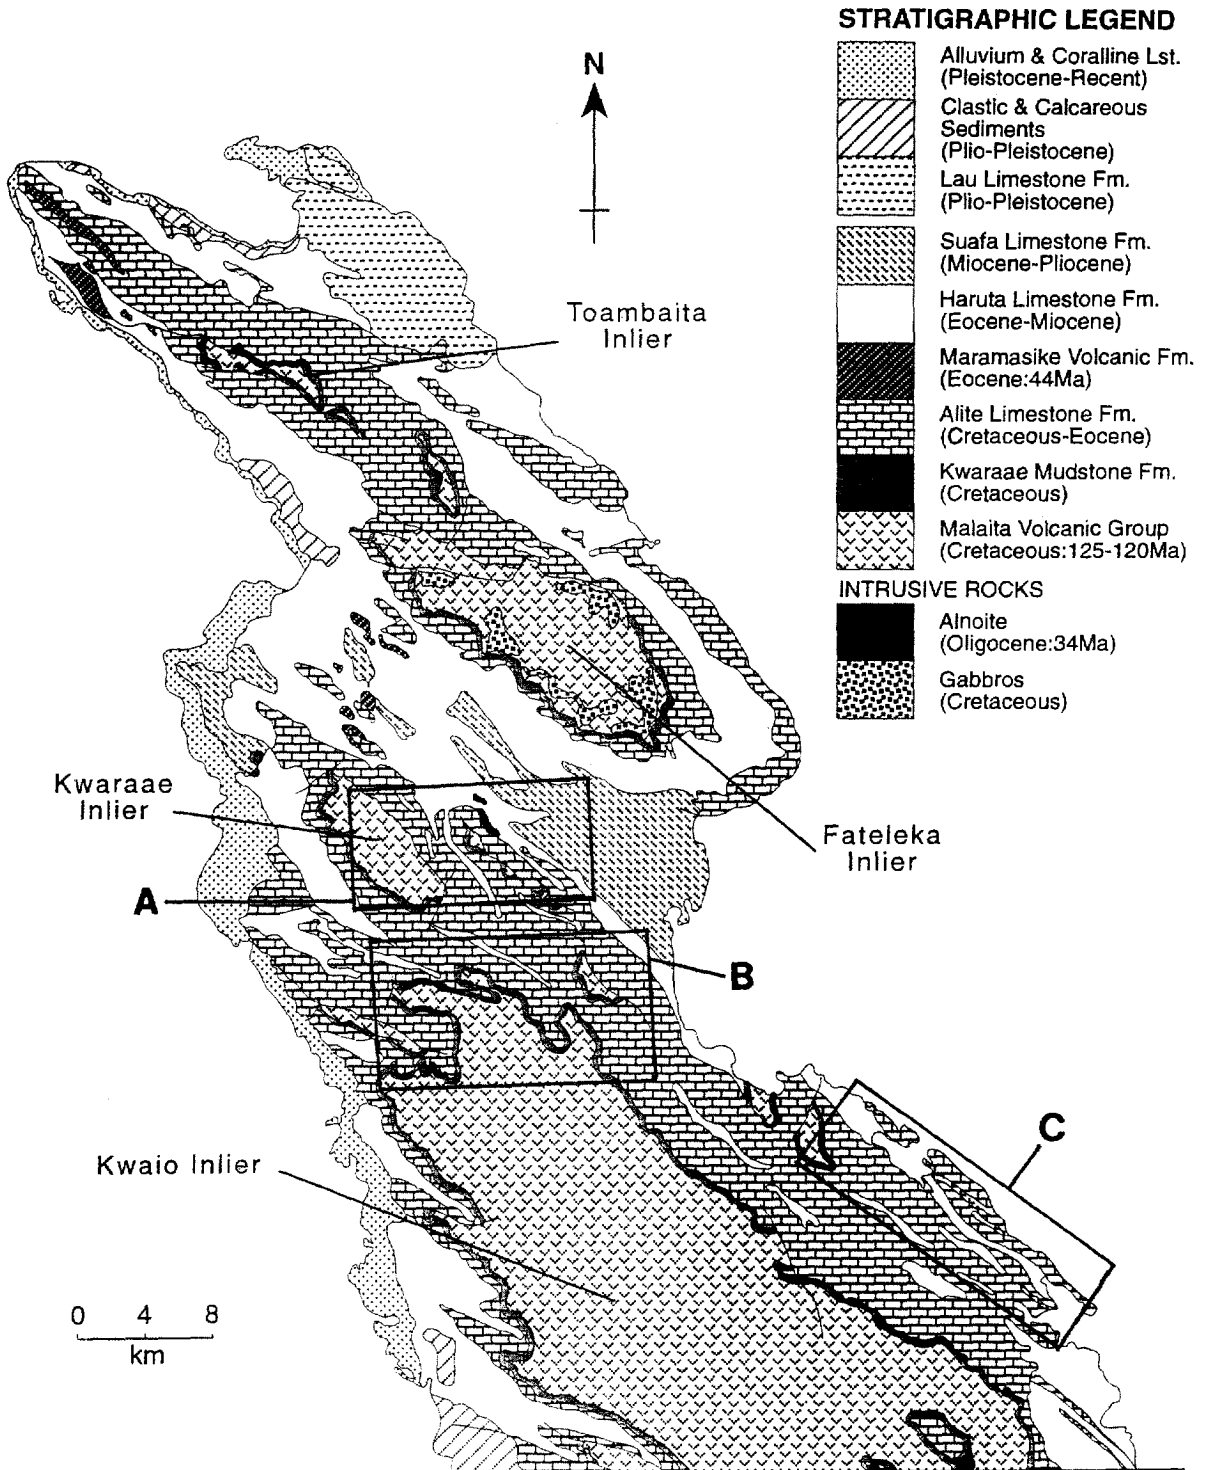 STRATIGRAPHIC LEGEND
Alluvium & Coralline Lst.
(Pleistocene-Recent)
Clastic & Calcareous
Sediments
(Plio-Pleistocene)
Lau Limestone Fm.
(Plio-Pleistocene)
Suafa Limestone Fm.
(Miocene-Pliocene)
Haruta Limestone Fm.
(Eocene-Miocene)
Maramasike Volcanic Fm.
(Eocene:44Ma)
Alite Limestone Fm.
(Cretaceous-Eocene)
Kwaraae Mudstone Fm.
(Cretaceous)
Malaita Volcanic Group
(Cretaceous:125-120Ma)
INTRUSIVE ROCKS
Alnoite
(Oligocene:34Ma)
Gabbros
(Cretaceous)
N
Toambaita
Inlier
Kwaraae
Inlier
Fateleka
Inlier
A
B
C
Kwaio Inlier
0 4 8
km